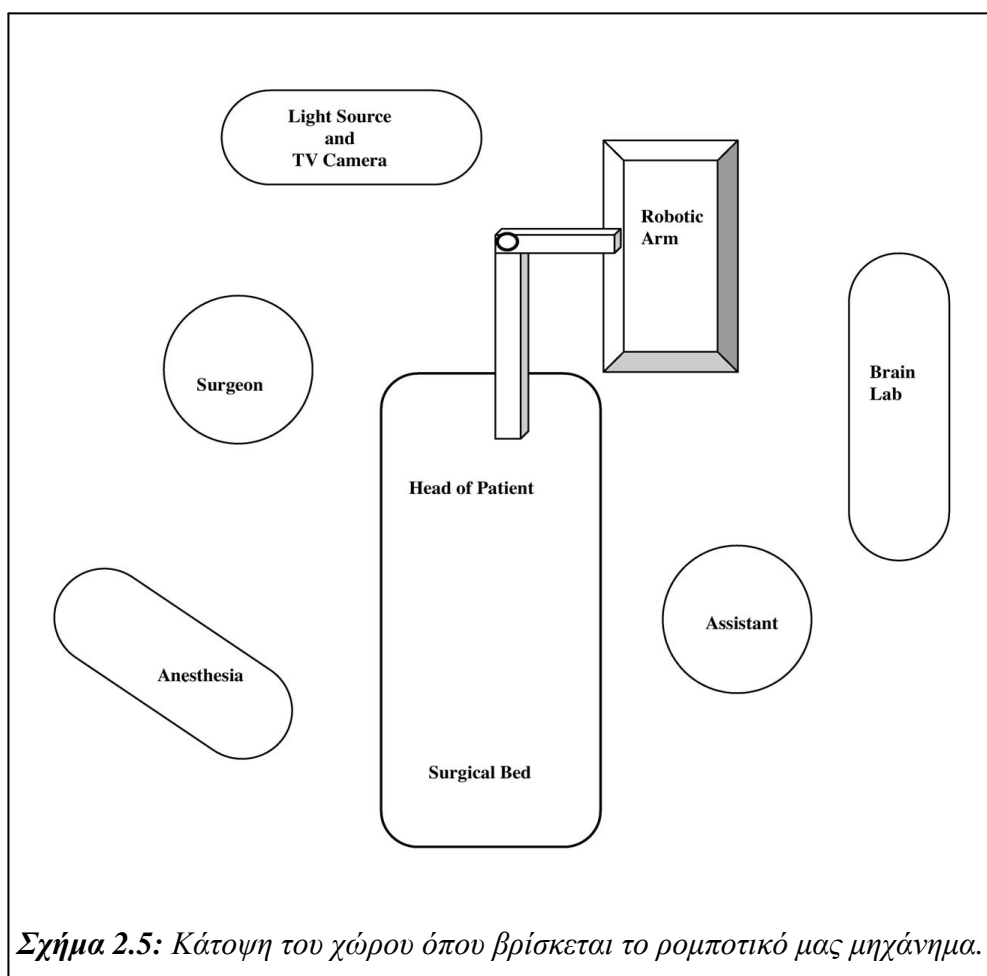 Light Source
and
TV Camera
Robotic
Arm
Surgeon
Brain
Lab
Head of Patient
Assistant
Anesthesia
Surgical Bed
Σχήμα 2.5: Κάτοψη του χώρου όπου βρίσκεται το ρομποτικό μας μηχάνημα.